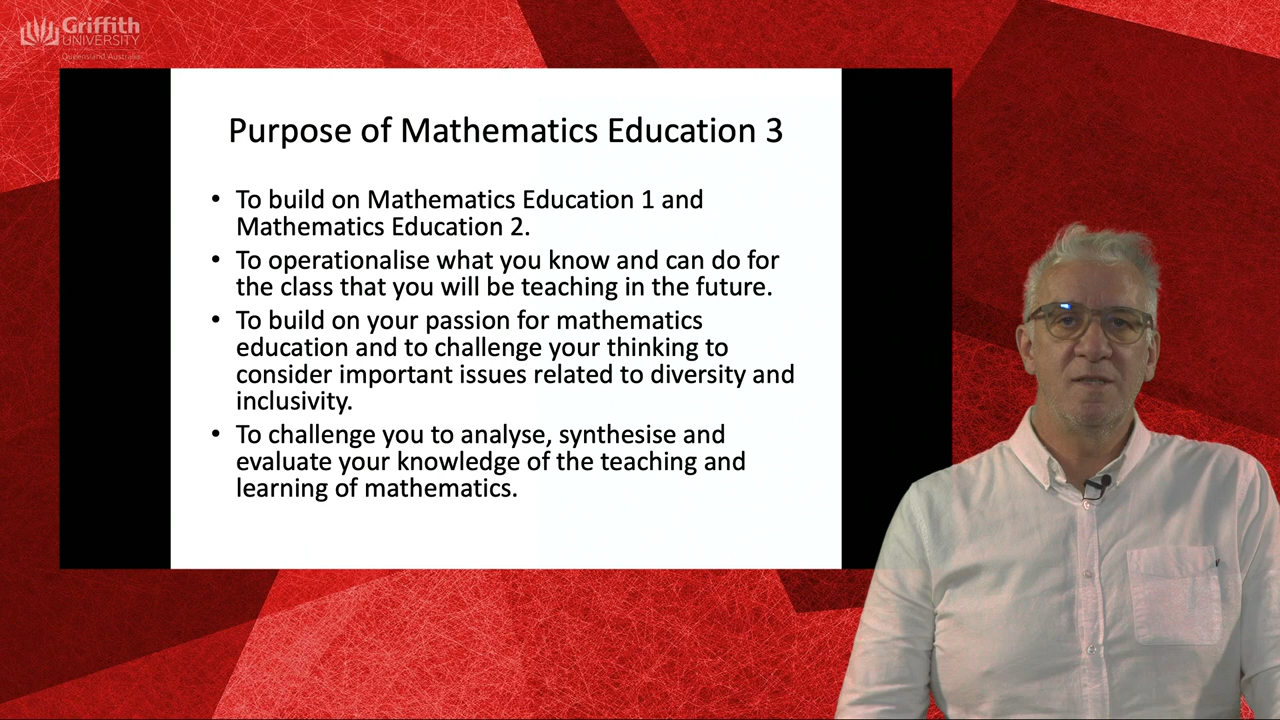 Griffith
UNIVERSITY
Queensland Australia
Purpose of Mathematics Education 3
• To build on Mathematics Education 1 and
Mathematics Education 2.
• To operationalise what you know and can do for
the class that you will be teaching in the future.
• To build on your passion for mathematics
education and to challenge your thinking to
consider important issues related to diversity and
inclusivity.
• To challenge you to analyse, synthesise and
evaluate your knowledge of the teaching and
learning of mathematics.